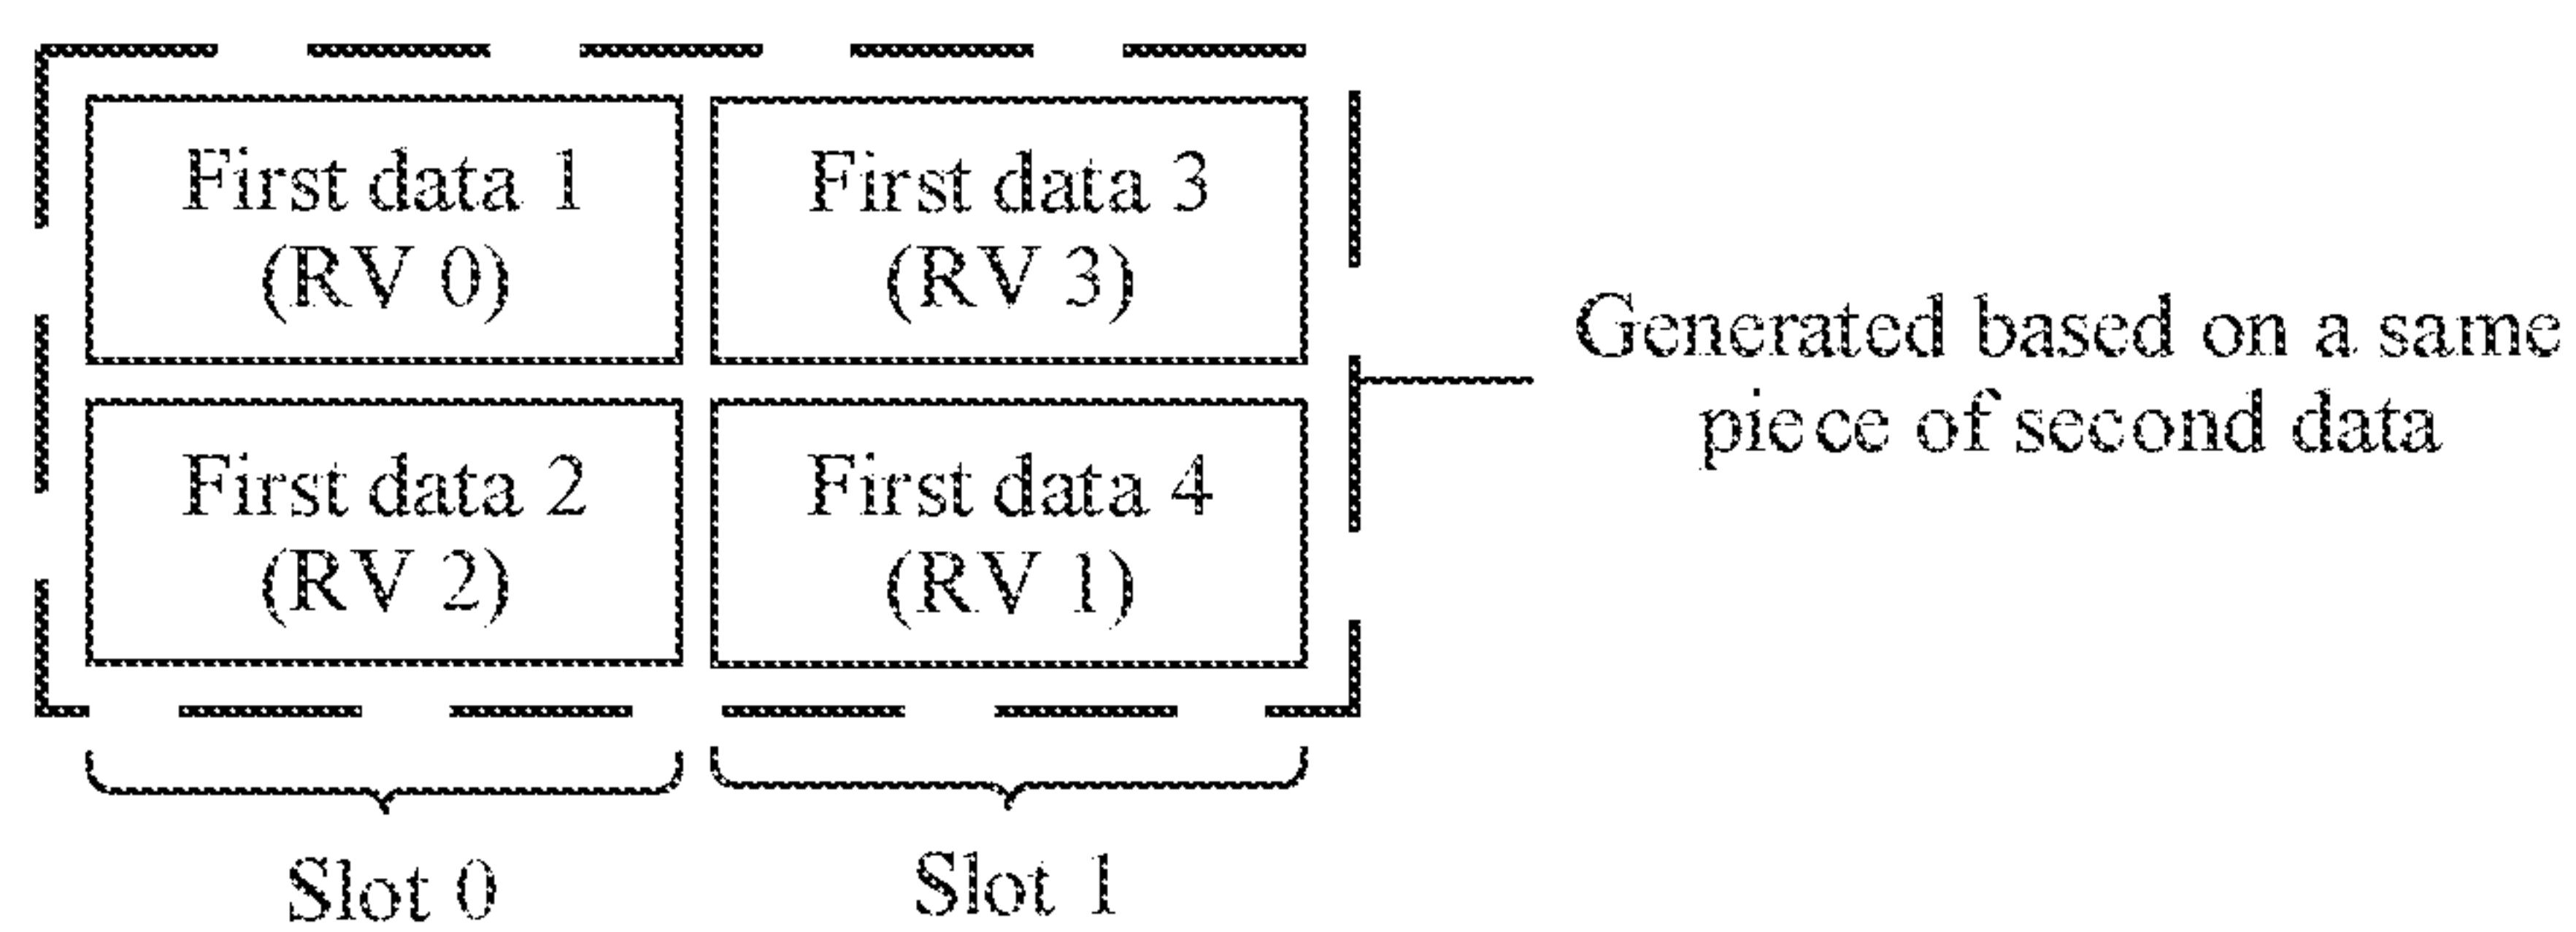 First data 1
(RV 0)
First data 3
(RV 3)
First data 2
(RV 2)
First data 4
(RV 1)
Generated based on a same
piece of second data
Slot 0
Slot 1